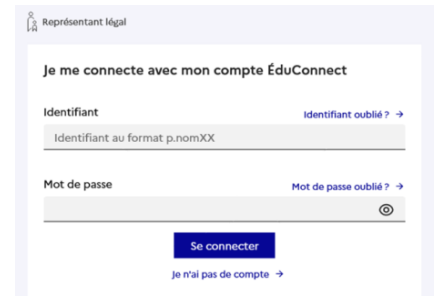 Représentant légal
Je me connecte avec mon compte ÉduConnect
Identifiant Identifiant oublié ? →
Identifiant au format p.nomXX
Mot de passe Mot de passe oublié ? →
Se connecter
Je n'ai pas de compte →